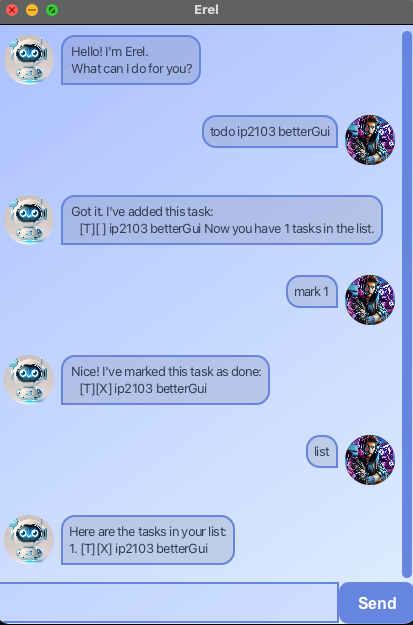 Erel
Hello! I'm Erel.
What can I do for you?
todo ip2103 betterGui
Got it. I've added this task:
[T][ ] ip2103 betterGui Now you have 1 tasks in the list.
mark 1
Nice! I've marked this task as done:
[T][X] ip2103 betterGui
list
Here are the tasks in your list:
1. [T][X] ip2103 betterGui
Send